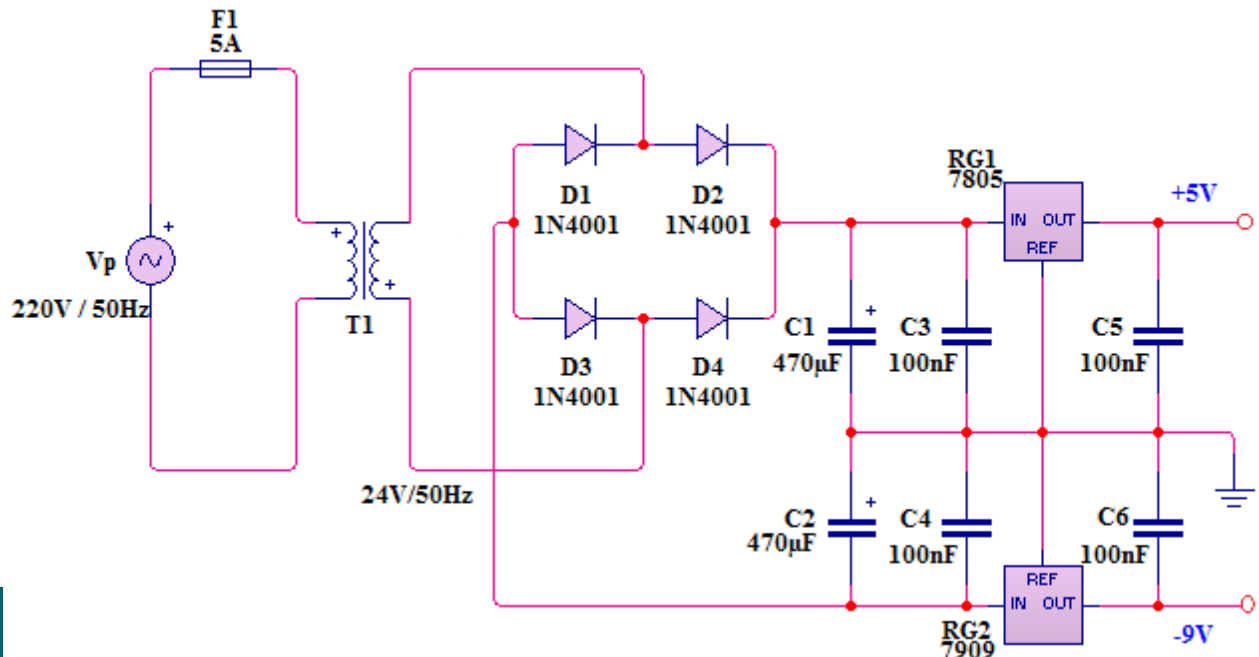 F1
5A
Vp
220V / 50Hz
+
+
+
T1
24V/50Hz
D1
1N4001
D2
1N4001
D3
1N4001
D4
1N4001
C1
470µF
+
C3
100nF
RG1
7805
IN OUT
REF
+5V
C5
100nF
C2
470µF
+
C4
100nF
C6
100nF
REF
IN OUT
RG2
7909
-9V